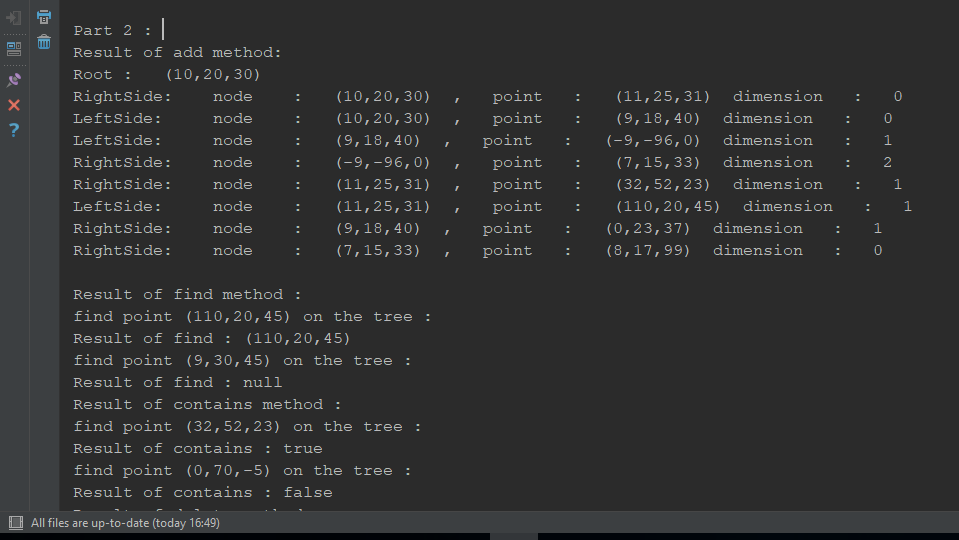 Part 2 :
Result of add method:
Root :   (10,20,30)
RightSide:    node    :   (10,20,30)  ,   point   :   (11,25,31)  dimension   :   0
LeftSide:     node    :   (10,20,30)  ,   point   :   (9,18,40)  dimension   :   0
LeftSide:     node    :   (9,18,40)  ,   point   :   (-9,-96,0)  dimension   :   1
RightSide:    node    :   (-9,-96,0)  ,   point   :   (7,15,33)  dimension   :   2
RightSide:    node    :   (11,25,31)  ,   point   :   (32,52,23)  dimension   :   1
LeftSide:     node    :   (11,25,31)  ,   point   :   (110,20,45)  dimension   :   1
RightSide:    node    :   (9,18,40)  ,   point   :   (0,23,37)  dimension   :   1
RightSide:    node    :   (7,15,33)  ,   point   :   (8,17,99)  dimension   :   0
Result of find method :
find point (110,20,45) on the tree :
Result of find : (110,20,45)
find point (9,30,45) on the tree :
Result of find : null
Result of contains method :
find point (32,52,23) on the tree :
Result of contains : true
find point (0,70,-5) on the tree :
Result of contains : false
All files are up-to-date (today 16:49)